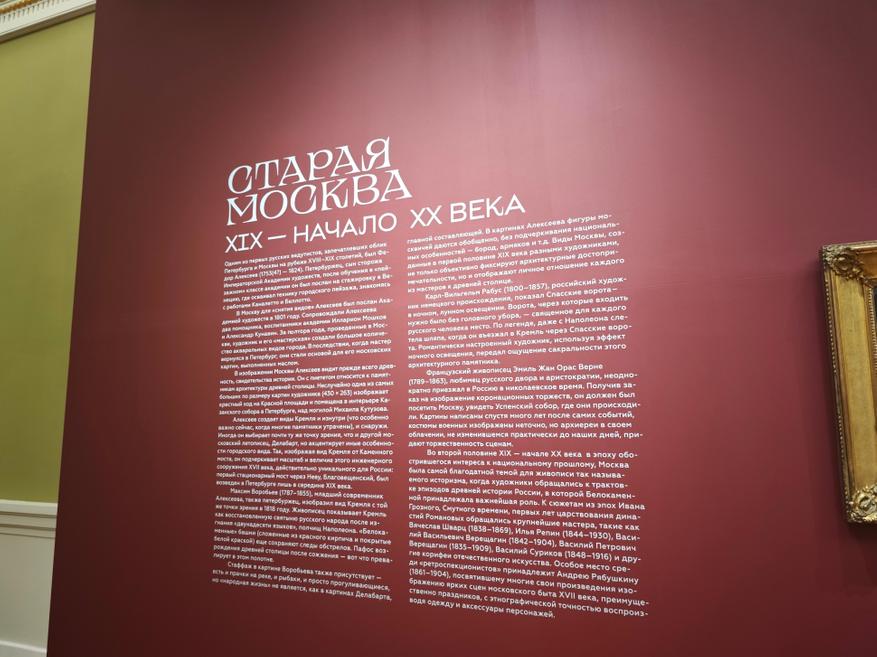 СТАРАЯ
МОСКВА
XIX — НАЧАЛО XX ВЕКА
Одним из первых русских ведутистов, запечатлевших облик
Петербурга и Москвы на рубеже XVIII–XIX столетий, был Фе-
дор Алексеев (1753(4?) — 1824). Петербуржец, сын сторожа
Императорской Академии художеств, после обучения в «пей-
зажном классе академии он был послан на стажировку в Ве-
нецию, где осваивал технику городского пейзажа, знакомясь
с работами Каналетто и Беллотто.
В Москву для «снятия видов» Алексеев был послан Ака-
демией художеств в 1801 году. Сопровождали Алексеева
два помощника, воспитанники академии Илларион Мошков
и Александр Кунавин. За полтора года, проведенные в Мос-
кве, художник и его «мастерская» создали большое количе-
ство акварельных видов города. В последствии, когда мастер
вернулся в Петербург, они стали основой для его московских
картин, выполненных маслом.
В изображении Москвы Алексеев видит прежде всего древ-
ность, свидетельства истории. Он с пиететом относится к памят-
никам архитектуры древней столицы. Неслучайно одна из самых
больших по размеру картин художника (430 × 263) изображает
крестный ход на Красной площади и помещена в интерьере Ка-
занского собора в Петербурге, над могилой Михаила Кутузова.
Алексеев создает виды Кремля и изнутри (что особенно
важно сейчас, когда многие памятники утрачены), и снаружи.
Иногда он выбирает почти ту же точку зрения, что и другой мо-
сковский летописец, Делабарт, но акцентирует иные особенно-
сти городского вида. Так, изображая вид Кремля от Каменного
моста, он подчеркивает масштаб и величие этого инженерного
сооружения XVII века, действительно уникального для России:
первый стационарный мост через Неву, Благовещенский, был
возведен в Петербурге лишь в середине XIX века.
Максим Воробьев (1787–1855), младший современник
Алексеева, также петербуржец, изобразил вид Кремля с той
же точки зрения в 1818 году. Живописец показывает Кремль
как восстановленную святыню русского народа после из-
гнания «двунадесяти языков», полчищ Наполеона. «Белока-
менные» башни (сложенные из красного кирпича и покрытые
белой краской) еще сохраняют следы обстрелов. Пафос воз-
рождения древней столицы после сожжения — вот что прева-
лирует в этом полотне.
Стаффаж в картине Воробьева также присутствует —
есть и прачки на реке, и рыбаки, и просто прогуливающиеся,
но «народная жизнь» не является, как в картинах Делабарта,
главной составляющей. В картинах Алексеева фигуры мо-
сквичей даются обобщенно, без подчеркивания националь-
ных особенностей — бород, армяков и т.д. Виды Москвы, соз-
данные в первой половине XIX века разными художниками,
не только объективно фиксируют архитектурные достопри-
мечательности, но и отображают личное отношение каждого
из мастеров к древней столице.
Карл-Вильгельм Рабус (1800–1857), российский худож-
ник немецкого происхождения, показал Спасские ворота —
в ночном, лунном освещении. Ворота, через которые входить
нужно было без головного убора, — священное для каждого
русского человека место. По легенде, даже с Наполеона сле-
тела шляпа, когда он въезжал в Кремль через Спасские воро-
та. Романтически настроенный художник, используя эффект
ночного освещения, передал ощущение сакральности этого
архитектурного памятника.
Французский живописец Эмиль Жан Орас Верне
(1789–1863), любимец русского двора и аристократии, неодно-
кратно приезжал в Россию в николаевское время. Получив за-
каз на изображение коронационных торжеств, он должен был
посетить Москву, увидеть Успенский собор, где они происходи-
ли. Картины написаны спустя много лет после самих событий,
костюмы военных изображены неточно, но архиереи в своем
облачении, не изменившемся практически до наших дней, при-
дают торжественность сценам.
Во второй половине XIX — начале XX века в эпоху обо-
стрившегося интереса к национальному прошлому, Москва
была самой благодатной темой для живописи так называ-
емого историзма, когда художники обращались к трактов-
ке эпизодов древней истории России, в которой Белокамен-
ной принадлежала важнейшая роль. К сюжетам из эпох Ивана
Грозного, Смутного времени, первых лет царствования дина-
стий Романовых обращались крупнейшие мастера, такие как
Вячеслав Шварц (1838–1869), Илья Репин (1844–1930), Васи-
лий Васильевич Верещагин (1842–1904), Василий Петрович
Верещагин (1835–1909), Василий Суриков (1848–1916) и дру-
гие корифеи отечественного искусства. Особое место сре-
ди «ретроспекционистов» принадлежит Андрею Рябушкину
(1861–1904), посвятившему многие свои произведения изо-
бражению ярких сцен московского быта XVII века, преимуще-
ственно праздников, с этнографической точностью воспроиз-
водя одежду и аксессуары персонажей.